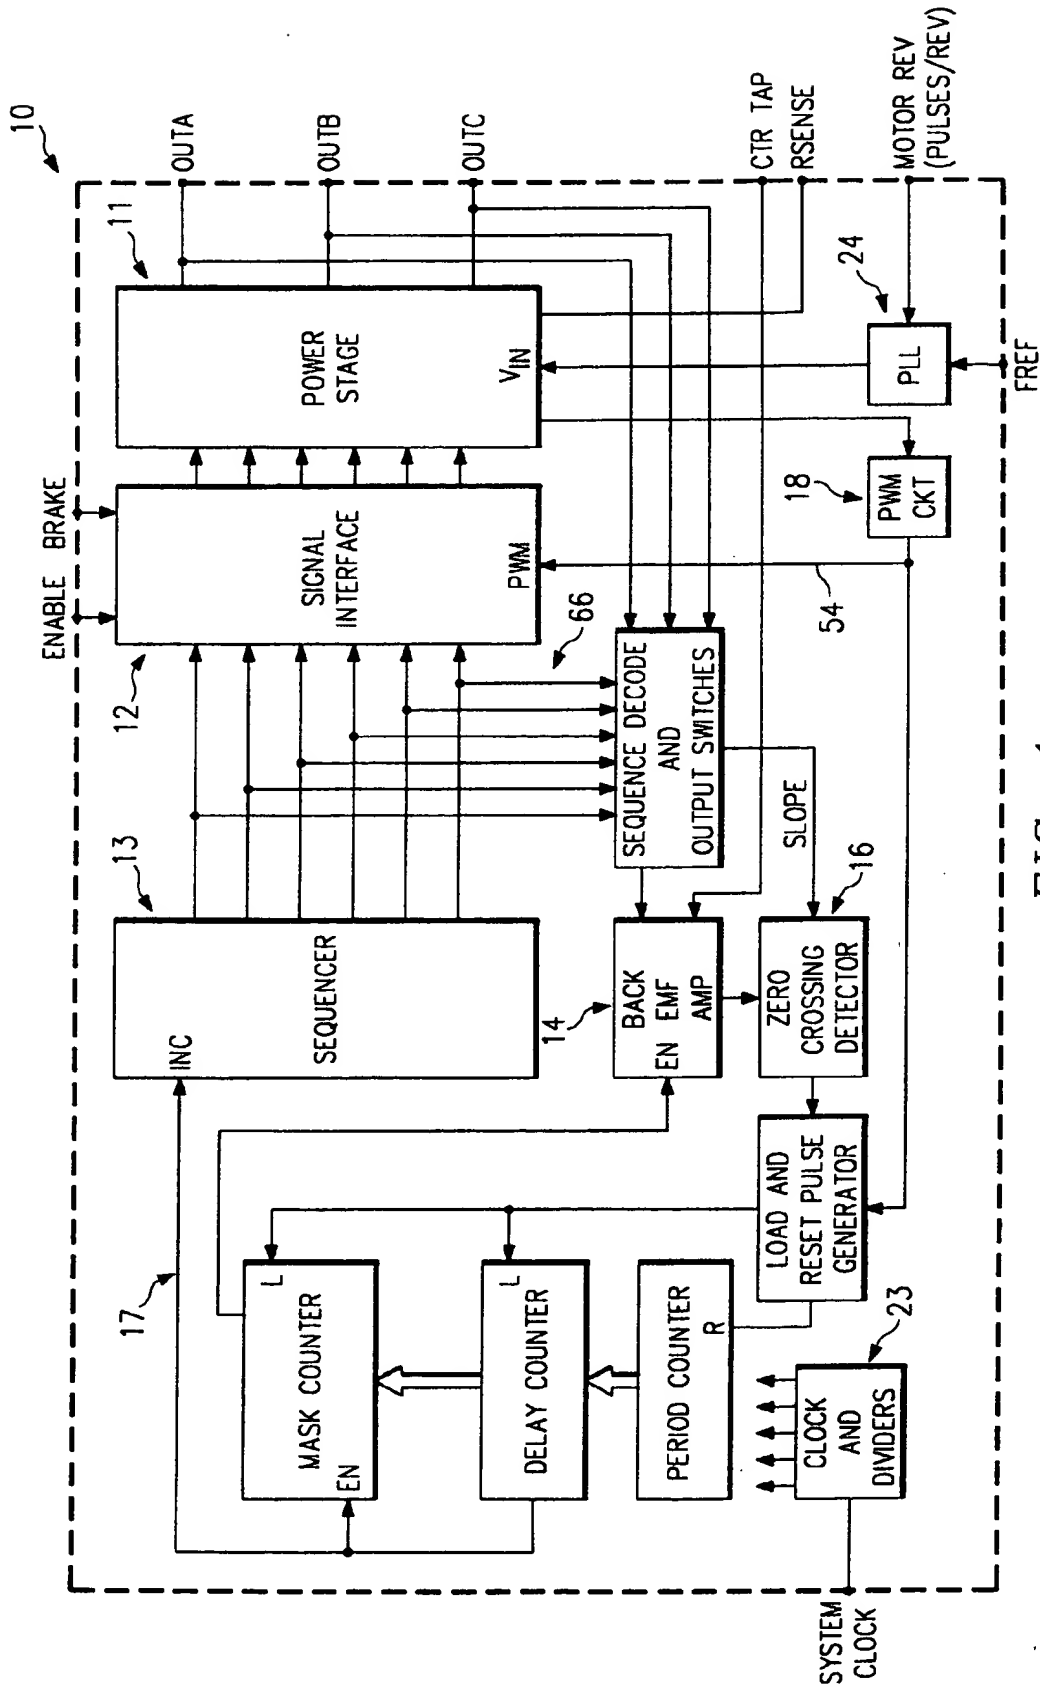 10
ENABLE
BRAKE
OUTA
OUTB
OUTC
CTR TAP
RSENSE
MOTOR REV
(PULSES/REV)
11
POWER
STAGE
VIN
12
SIGNAL
INTERFACE
PWM
13
INC
SEQUENCER
17
L
MASK COUNTER
EN
L
DELAY COUNTER
PERIOD COUNTER
R
66
SEQUENCE DECODE
AND
OUTPUT SWITCHES
SLOPE
14
BACK
EN EMF
AMP
16
ZERO
CROSSING
DETECTOR
LOAD AND
RESET PULSE
GENERATOR
23
CLOCK
AND
DIVIDERS
SYSTEM
CLOCK
54
18
PWM
CKT
24
PLL
FREF